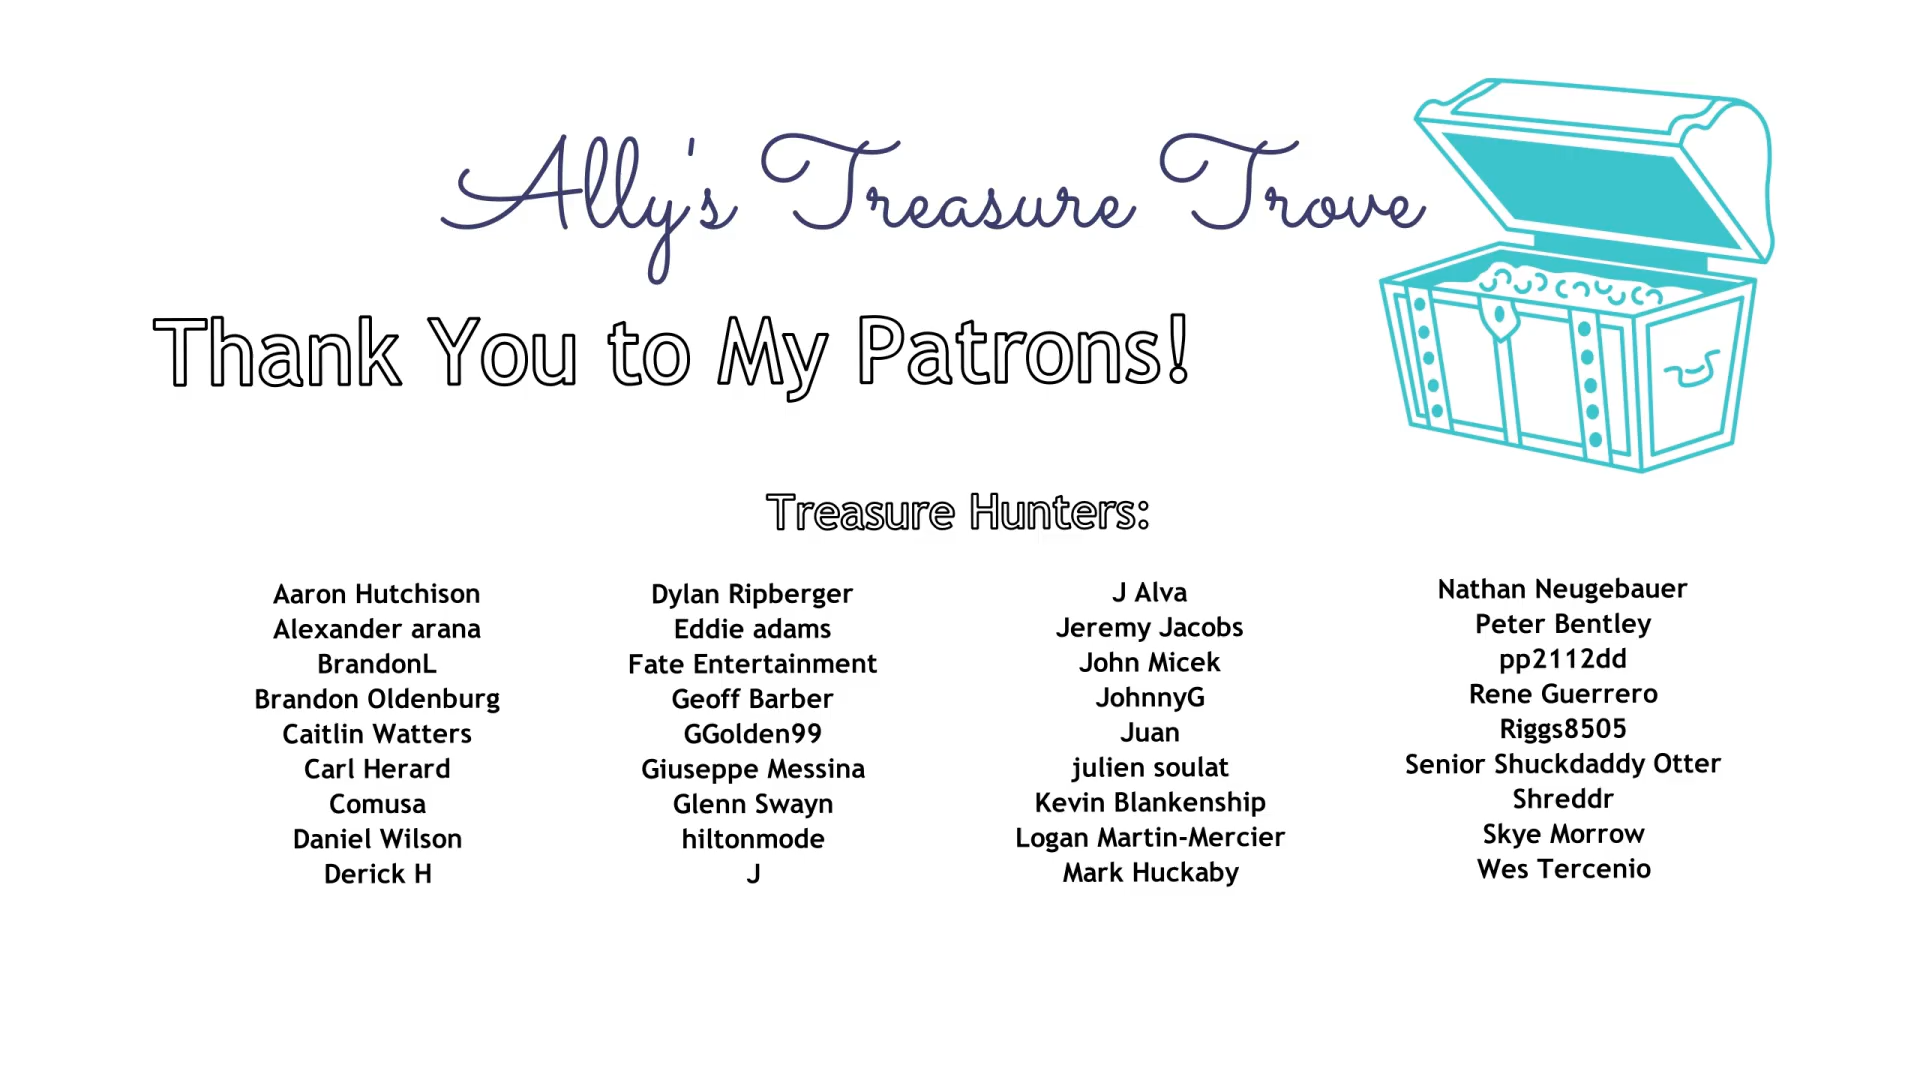 Ally's Treasure Trove
Thank You to My Patrons!
Treasure Hunters:
Aaron Hutchison
Alexander arana
BrandonL
Brandon Oldenburg
Caitlin Watters
Carl Herard
Comusa
Daniel Wilson
Derick H
Dylan Ripberger
Eddie adams
Fate Entertainment
Geoff Barber
GGolden99
Giuseppe Messina
Glenn Swayn
hiltonmode
J
J Alva
Jeremy Jacobs
John Micek
JohnnyG
Juan
julien soulat
Kevin Blankenship
Logan Martin-Mercier
Mark Huckaby
Nathan Neugebauer
Peter Bentley
pp2112dd
Rene Guerrero
Riggs8505
Senior Shuckdaddy Otter
Shreddr
Skye Morrow
Wes Tercenio